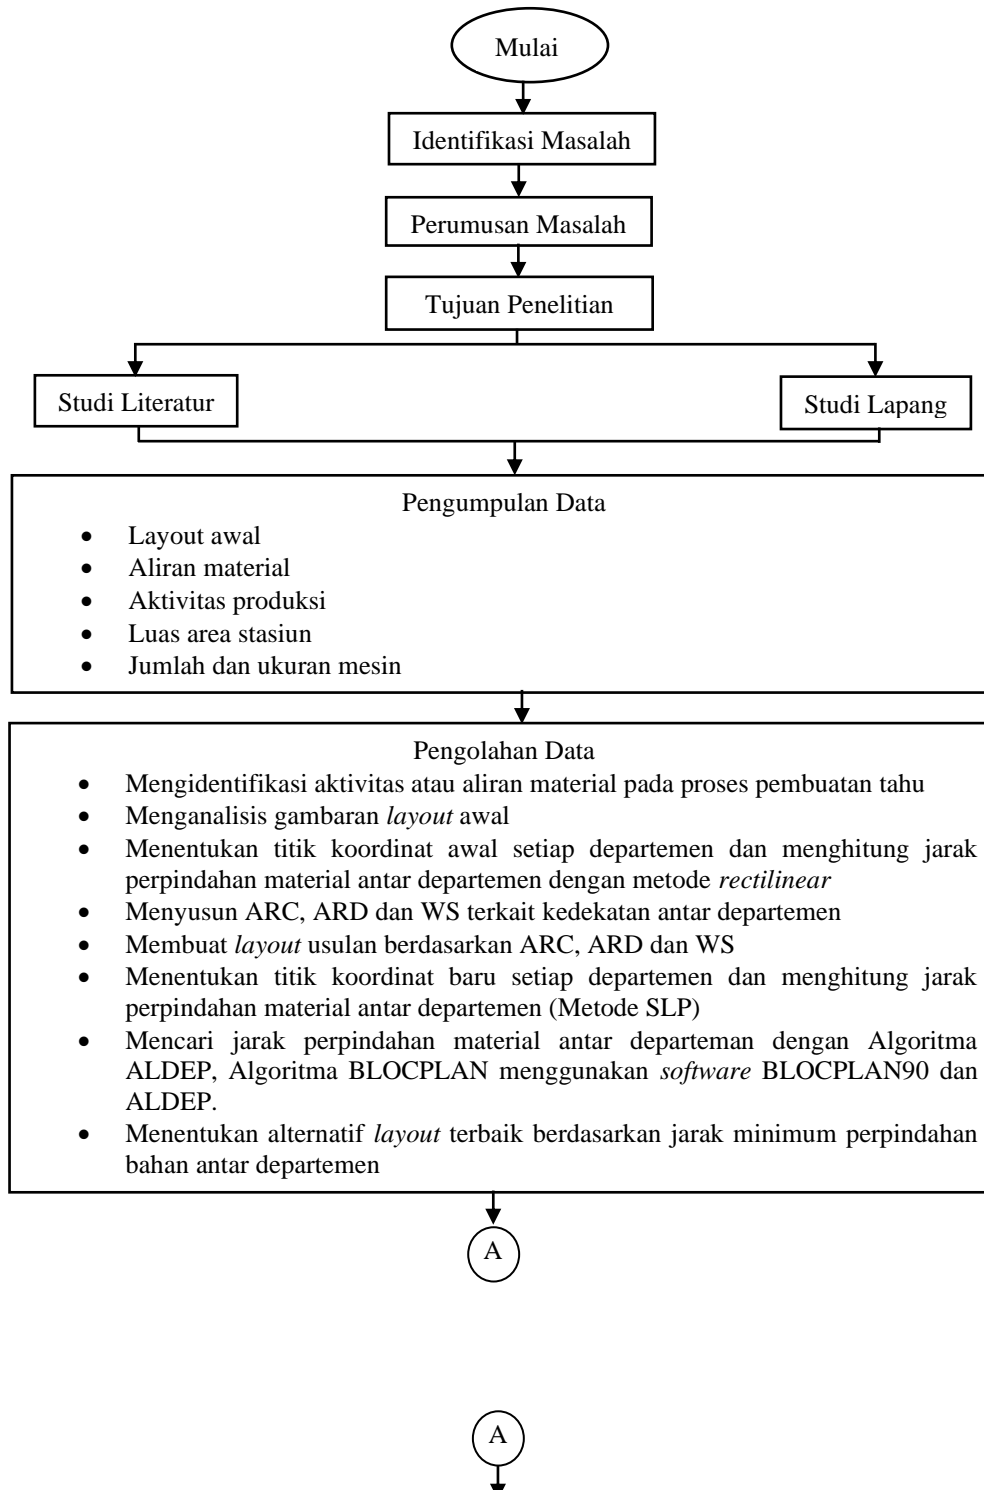 Mulai
Identifikasi Masalah
Perumusan Masalah
Tujuan Penelitian
Studi Literatur
Studi Lapang
Pengumpulan Data
• Layout awal
• Aliran material
• Aktivitas produksi
• Luas area stasiun
• Jumlah dan ukuran mesin
Pengolahan Data
• Mengidentifikasi aktivitas atau aliran material pada proses pembuatan tahu
• Menganalisis gambaran layout awal
• Menentukan titik koordinat awal setiap departemen dan menghitung jarak
perpindahan material antar departemen dengan metode rectilinear
• Menyusun ARC, ARD dan WS terkait kedekatan antar departemen
• Membuat layout usulan berdasarkan ARC, ARD dan WS
• Menentukan titik koordinat baru setiap departemen dan menghitung jarak
perpindahan material antar departemen (Metode SLP)
• Mencari jarak perpindahan material antar departeman dengan Algoritma
ALDEP, Algoritma BLOCPLAN menggunakan software BLOCPLAN90 dan
ALDEP.
• Menentukan alternatif layout terbaik berdasarkan jarak minimum perpindahan
bahan antar departemen
A
A